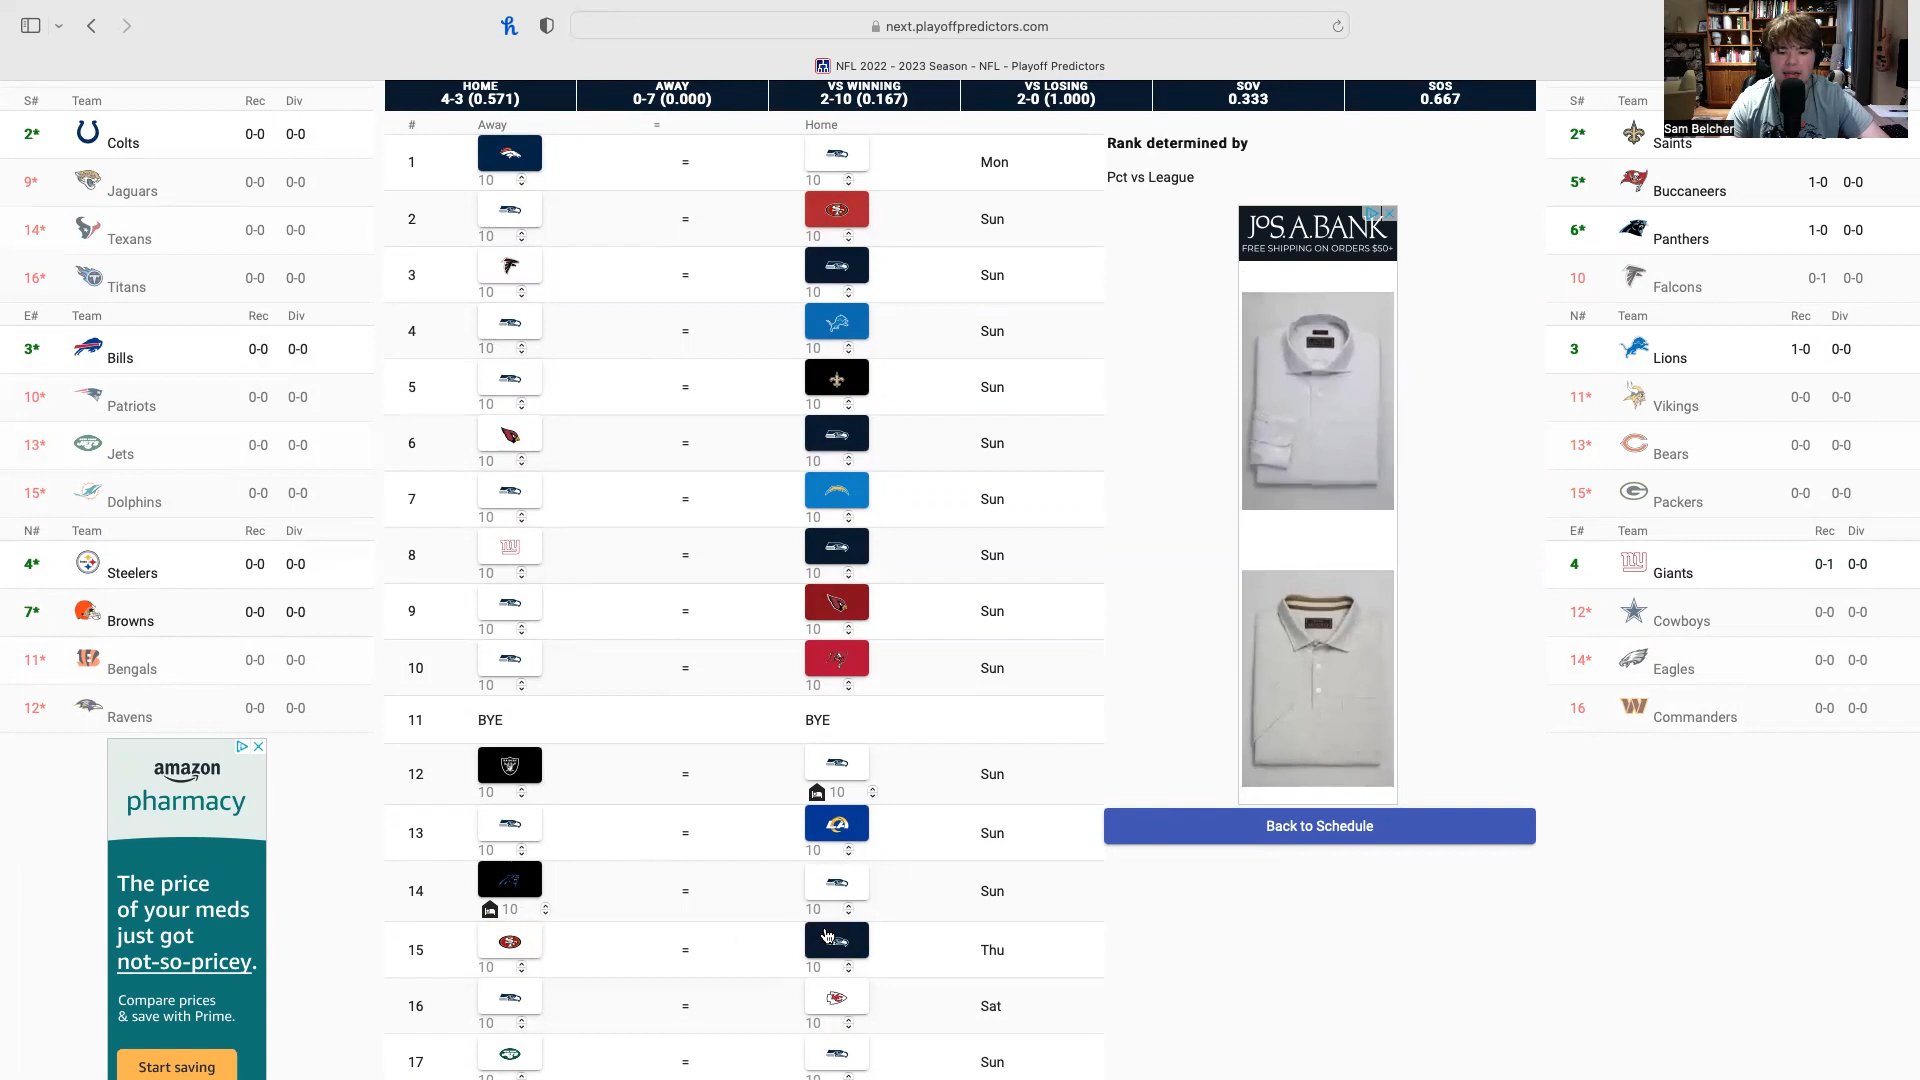 next.playoffpredictors.com
NFL 2022 - 2023 Season - NFL - Playoff Predictors
Sam Belcher
S# Team Rec Div
2* Colts 0-0 0-0
9* Jaguars 0-0 0-0
14* Texans 0-0 0-0
16* Titans 0-0 0-0
E# Team Rec Div
3* Bills 0-0 0-0
10* Patriots 0-0 0-0
13* Jets 0-0 0-0
15* Dolphins 0-0 0-0
N# Team Rec Div
4* Steelers 0-0 0-0
7* Browns 0-0 0-0
11* Bengals 0-0 0-0
12* Ravens 0-0 0-0
amazon
pharmacy
The price
of your meds
just got
not-so-pricey.
Compare prices
& save with Prime.
Start saving
HOME AWAY VS WINNING VS LOSING SOV SOS
4-3 (0.571) 0-7 (0.000) 2-10 (0.167) 2-0 (1.000) 0.333 0.667
# Away = Home
1 = Mon
10 10
2 = Sun
10 10
3 = Sun
10 10
4 = Sun
10 10
5 = Sun
10 10
6 = Sun
10 10
7 = Sun
10 10
8 = Sun
10 10
9 = Sun
10 10
10 = Sun
10 10
11 BYE BYE
12 = Sun
10 10
13 = Sun
10 10
14 = Sun
10 10
15 = Thu
10 10
16 = Sat
10 10
17 = Sun
10 10
Rank determined by
Pct vs League
JOS. A. BANK
FREE SHIPPING ON ORDERS $50+
Back to Schedule
S# Team
2* Saints
5* Buccaneers 1-0 0-0
6* Panthers 1-0 0-0
10 Falcons 0-1 0-0
N# Team Rec Div
3 Lions 1-0 0-0
11* Vikings 0-0 0-0
13* Bears 0-0 0-0
15* Packers 0-0 0-0
E# Team Rec Div
4 Giants 0-1 0-0
12* Cowboys 0-0 0-0
14* Eagles 0-0 0-0
16 Commanders 0-0 0-0